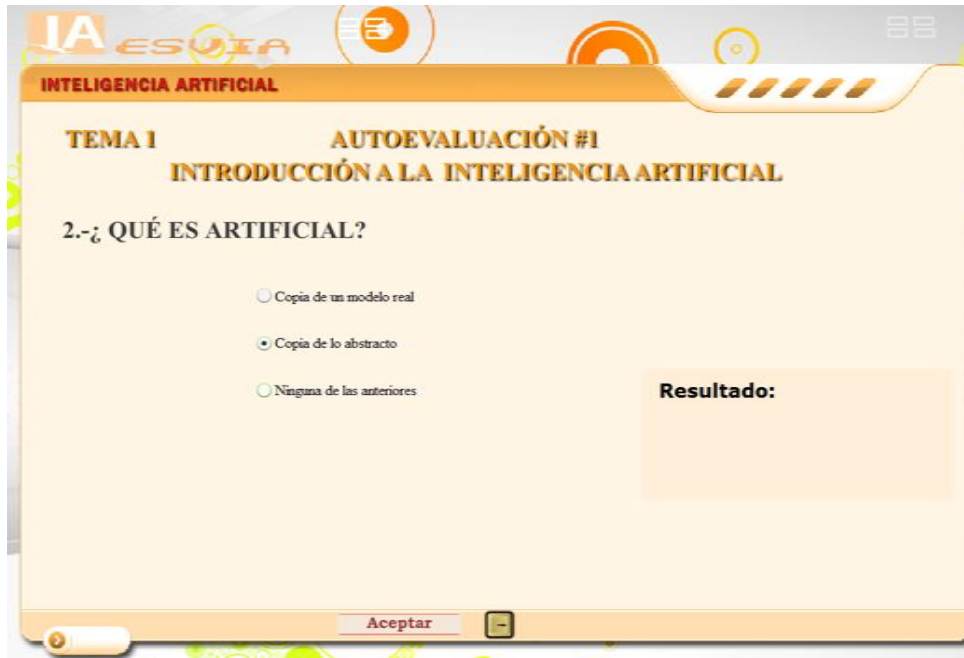 IA ESVIA
INTELIGENCIA ARTIFICIAL
TEMA 1 AUTOEVALUACIÓN #1
INTRODUCCIÓN A LA INTELIGENCIA ARTIFICIAL
2.-¿ QUÉ ES ARTIFICIAL?
Copia de un modelo real
Copia de lo abstracto
Ninguna de las anteriores
Resultado:
Aceptar